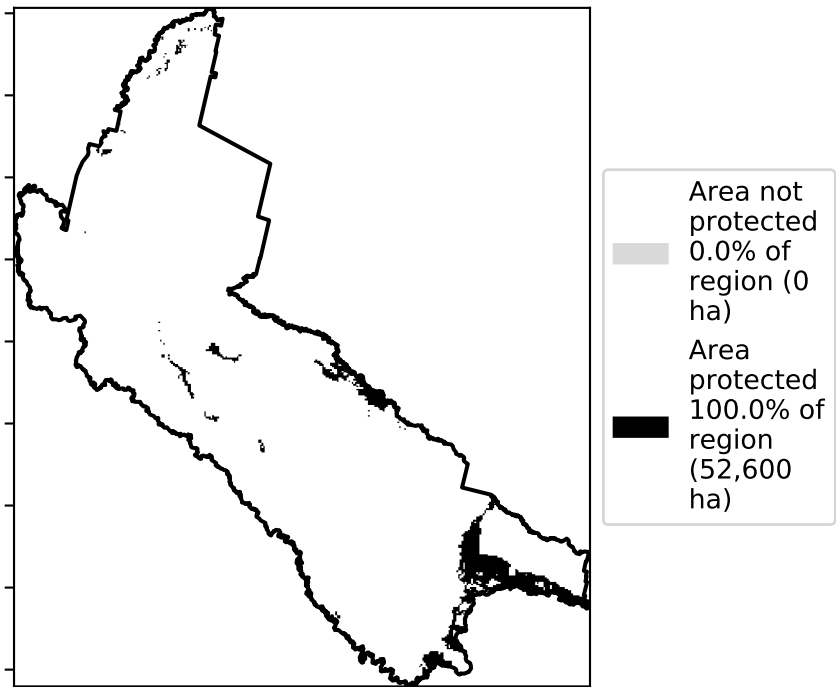 Area not
protected
0.0% of
region (0
ha)
Area
protected
100.0% of
region
(52,600
ha)